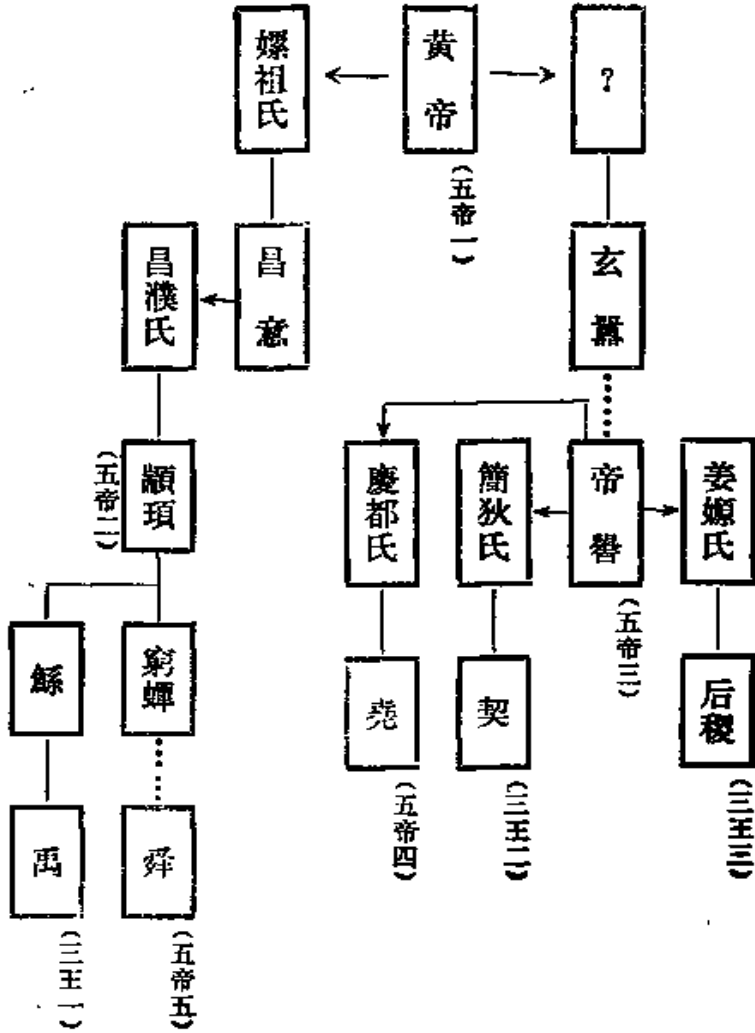 ？
黃帝
（五帝一）
嫘祖氏
玄囂
昌意
昌濮氏
姜嫄氏
帝嚳
（五帝三）
簡狄氏
慶都氏
顓頊
（五帝二）
后稷
（三王三）
契
（三王二）
堯
（五帝四）
窮蟬
鯀
舜
（五帝五）
禹
（三王一）